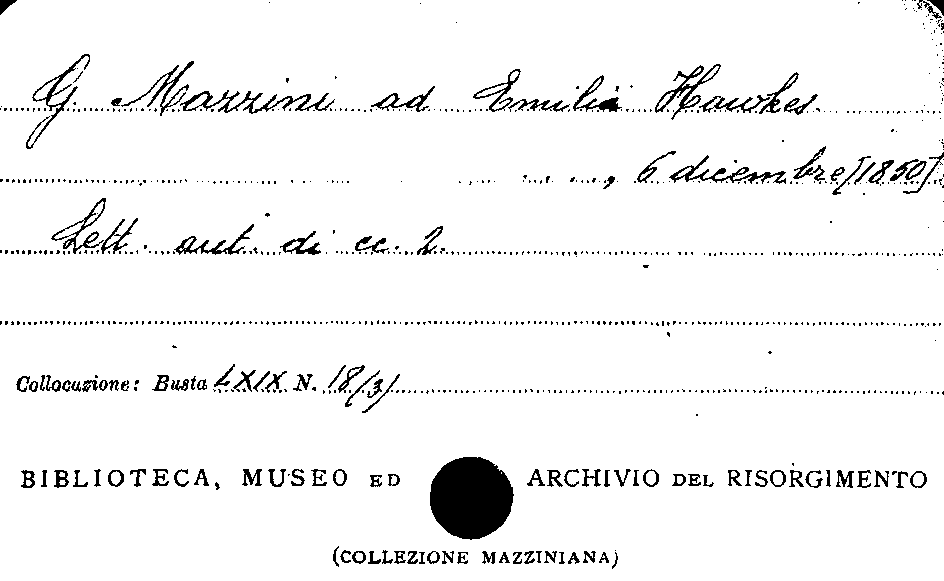 G. Mazzini ad Emilia Hawkes.
..., 6 dicembre [1850]
Lett. aut. di cc. 2.
Collocazione: Busta LXIX N. 18/3/
BIBLIOTECA, MUSEO ED ARCHIVIO DEL RISORGIMENTO
(COLLEZIONE MAZZINIANA)